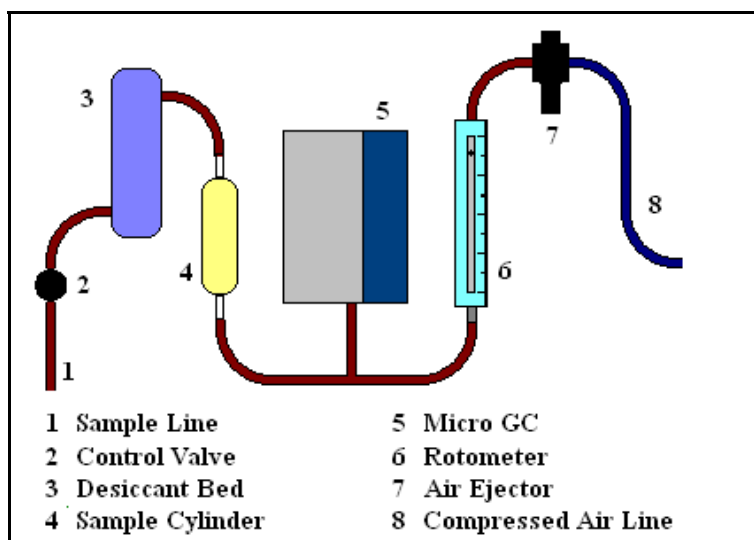 3
5
7
8
2
4
6
1
1 Sample Line
2 Control Valve
3 Desiccant Bed
4 Sample Cylinder
5 Micro GC
6 Rotometer
7 Air Ejector
8 Compressed Air Line